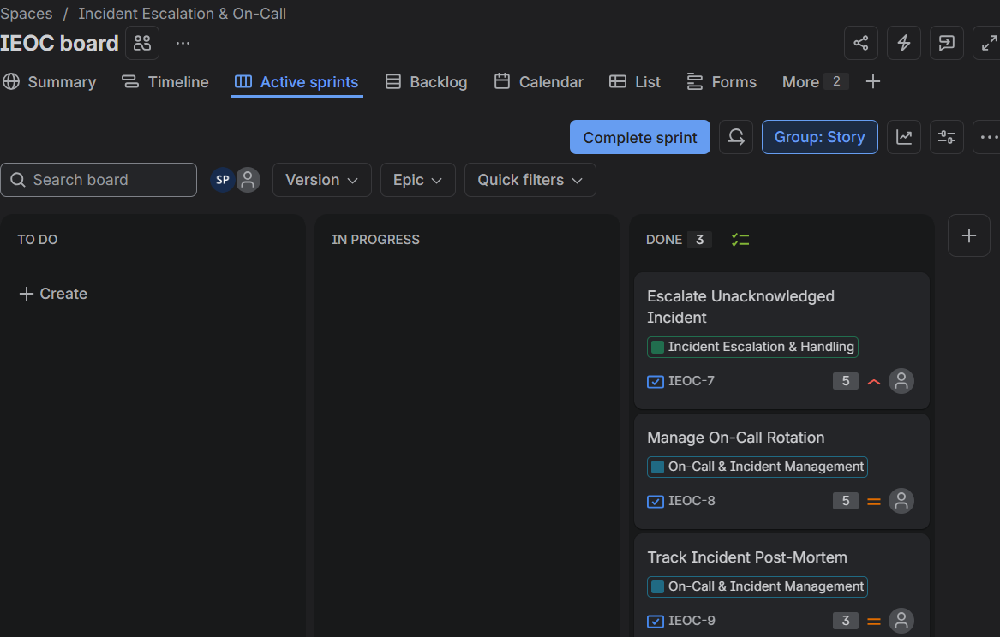 Spaces / Incident Escalation & On-Call
IEOC board
Summary Timeline Active sprints Backlog Calendar List Forms More 2
Complete sprint Group: Story
Search board SP Version Epic Quick filters
TO DO IN PROGRESS DONE 3
Create
Escalate Unacknowledged
Incident
Incident Escalation & Handling
IEOC-7 5
Manage On-Call Rotation
On-Call & Incident Management
IEOC-8 5
Track Incident Post-Mortem
On-Call & Incident Management
IEOC-9 3